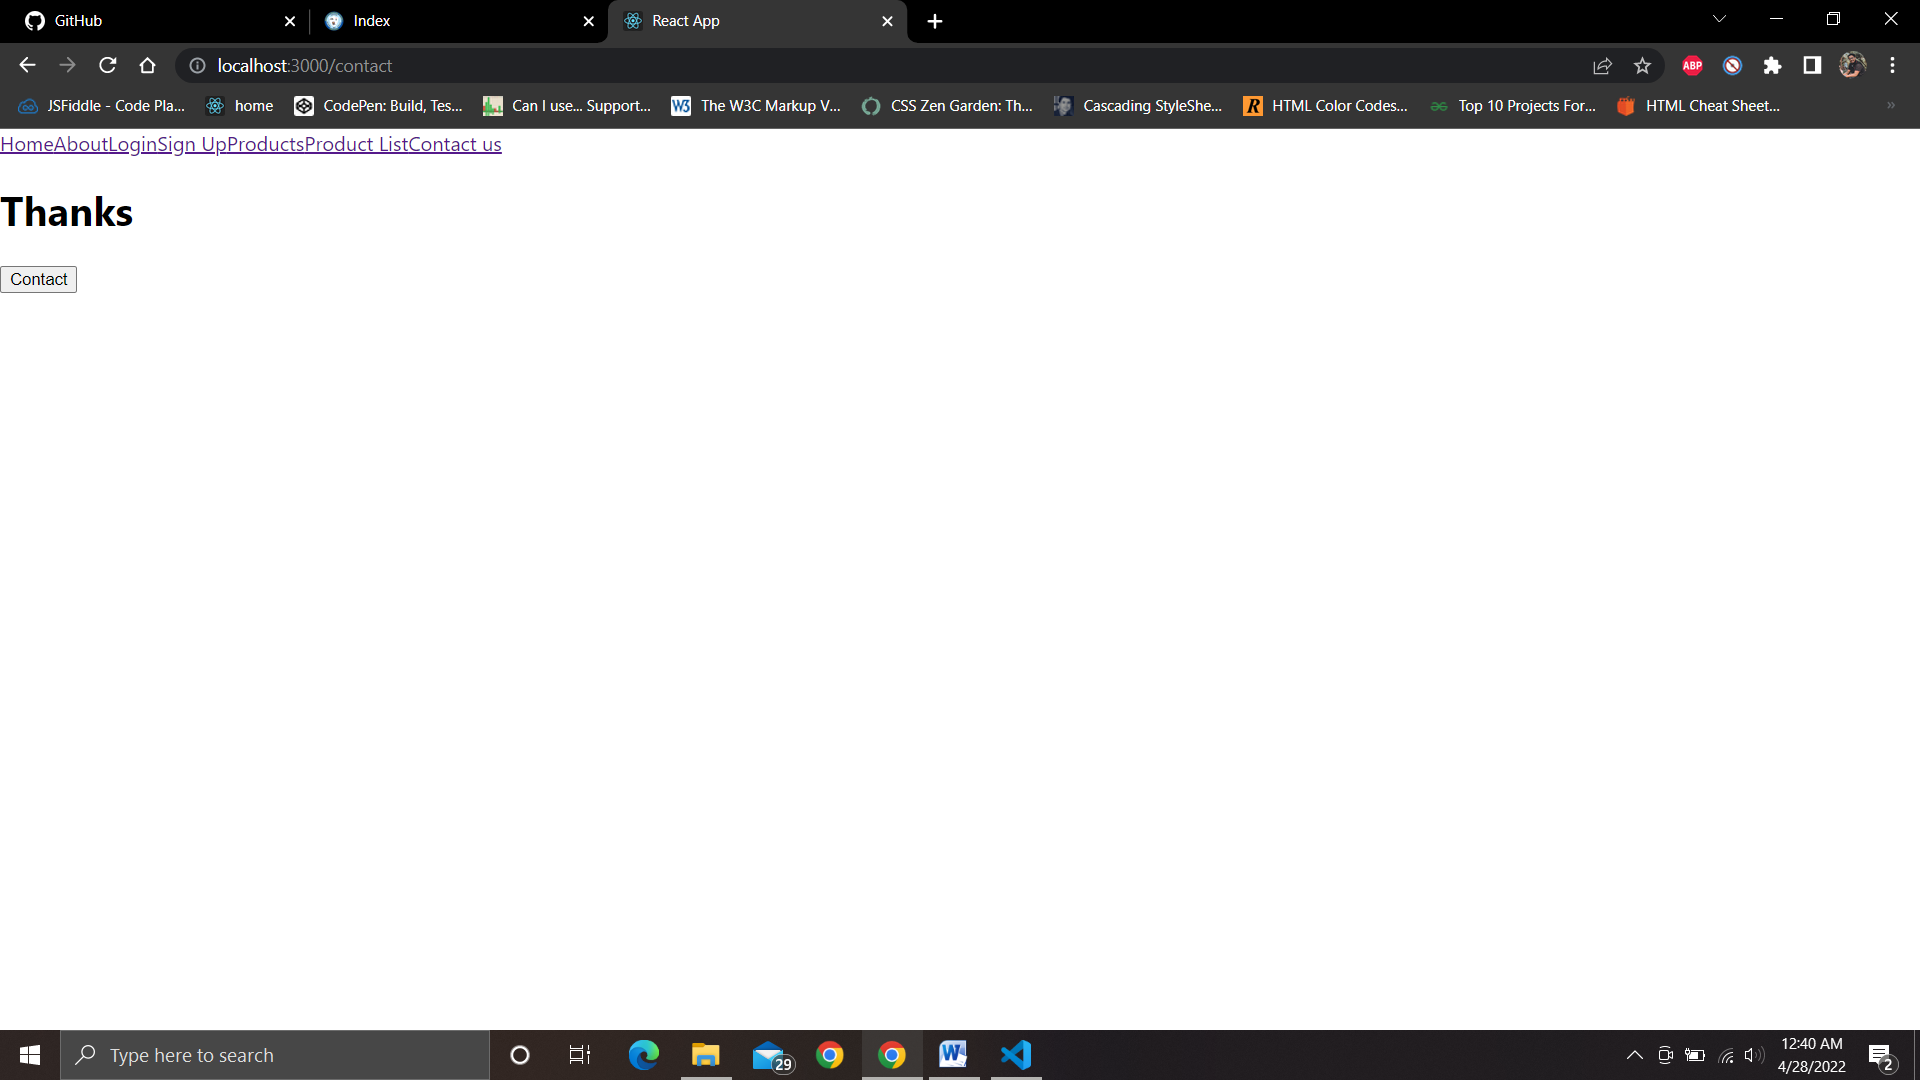 GitHub
Index
React App
localhost:3000/contact
ABP
JSFiddle - Code Pla...
home
CodePen: Build, Tes...
Can I use... Support...
W3
The W3C Markup V...
CSS Zen Garden: Th...
Cascading StyleShe...
R
HTML Color Codes...
Top 10 Projects For...
HTML Cheat Sheet...
»
HomeAboutLoginSign UpProductsProduct ListContact us
Thanks
Contact
Type here to search
29
W
12:40 AM
4/28/2022
2